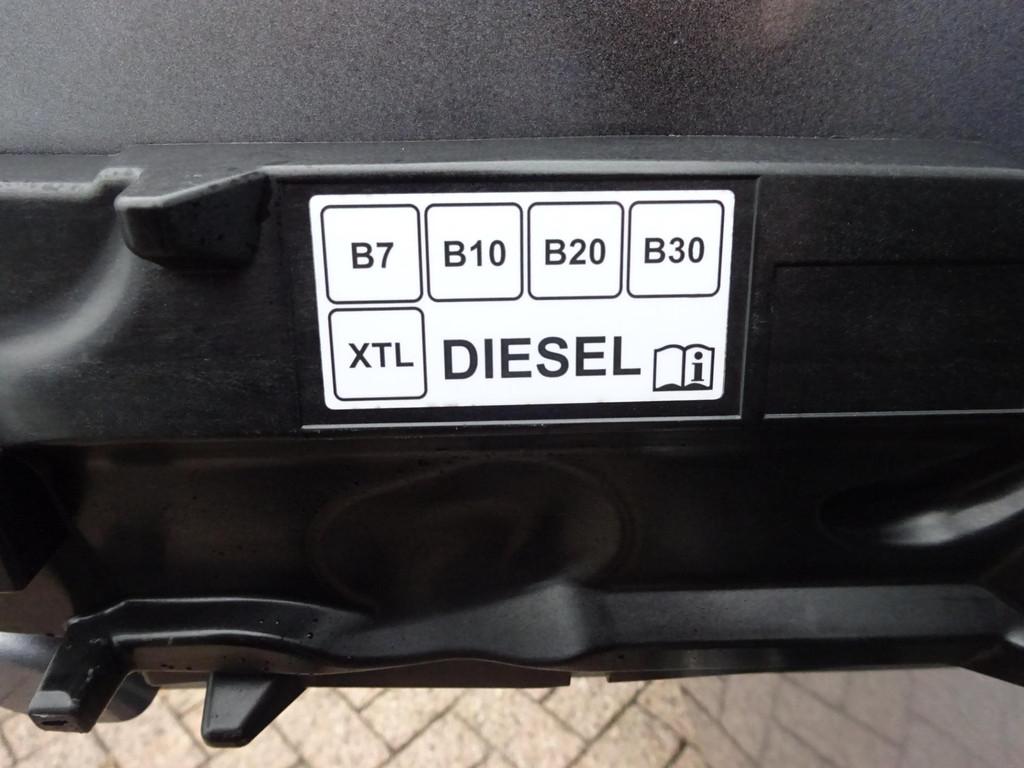 B7 B10 B20 B30
XTL DIESEL i